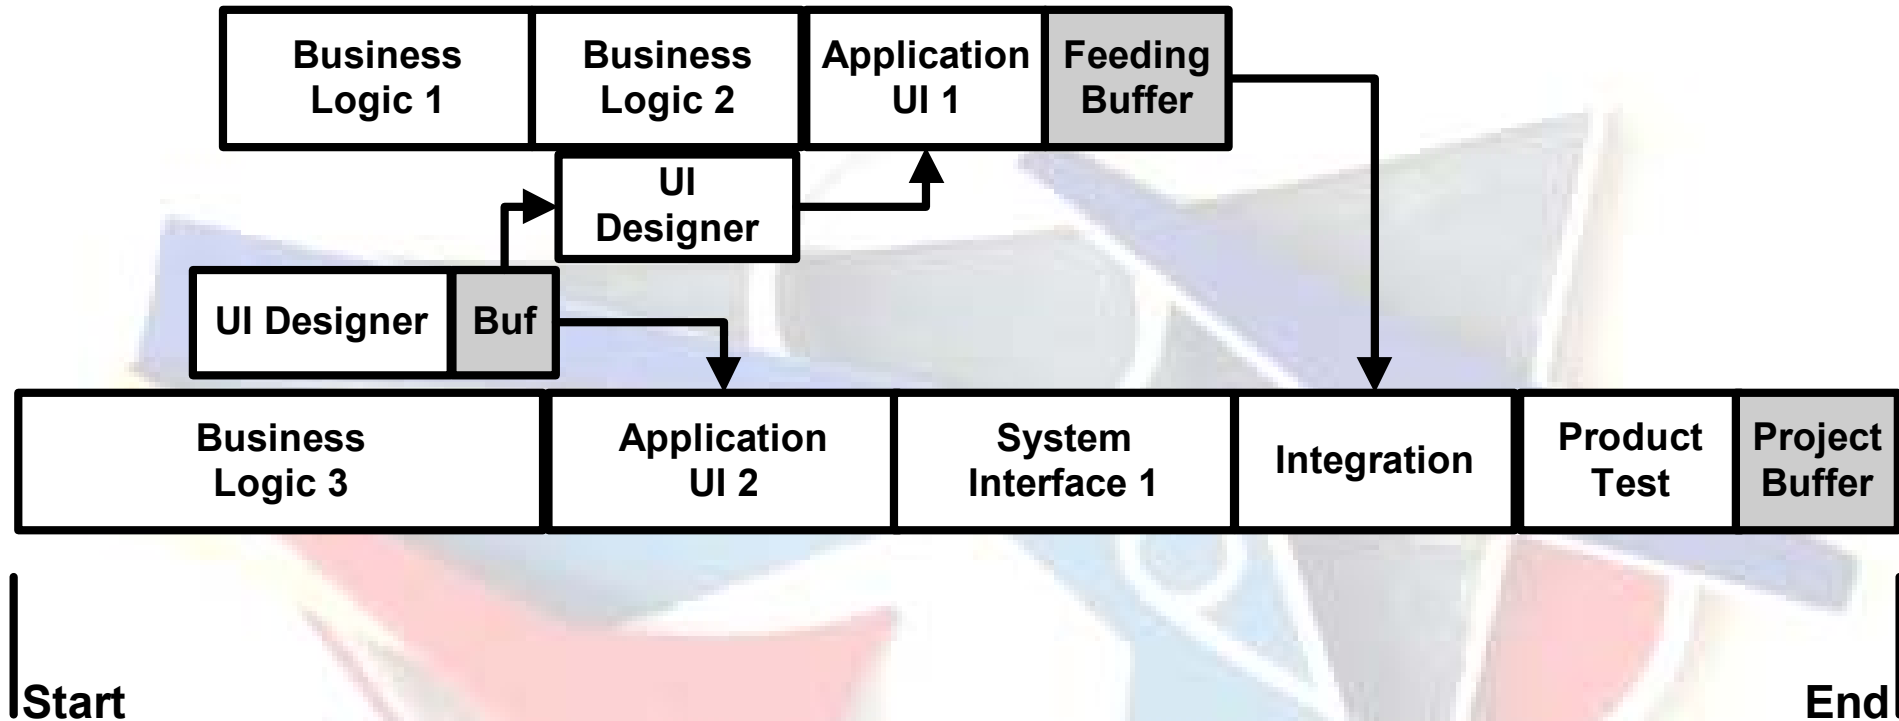 Business
Logic 1
Business
Logic 2
Application
UI 1
Feeding
Buffer
UI
Designer
UI Designer
Buf
Business
Logic 3
Application
UI 2
System
Interface 1
Integration
Product
Test
Project
Buffer
Start
End